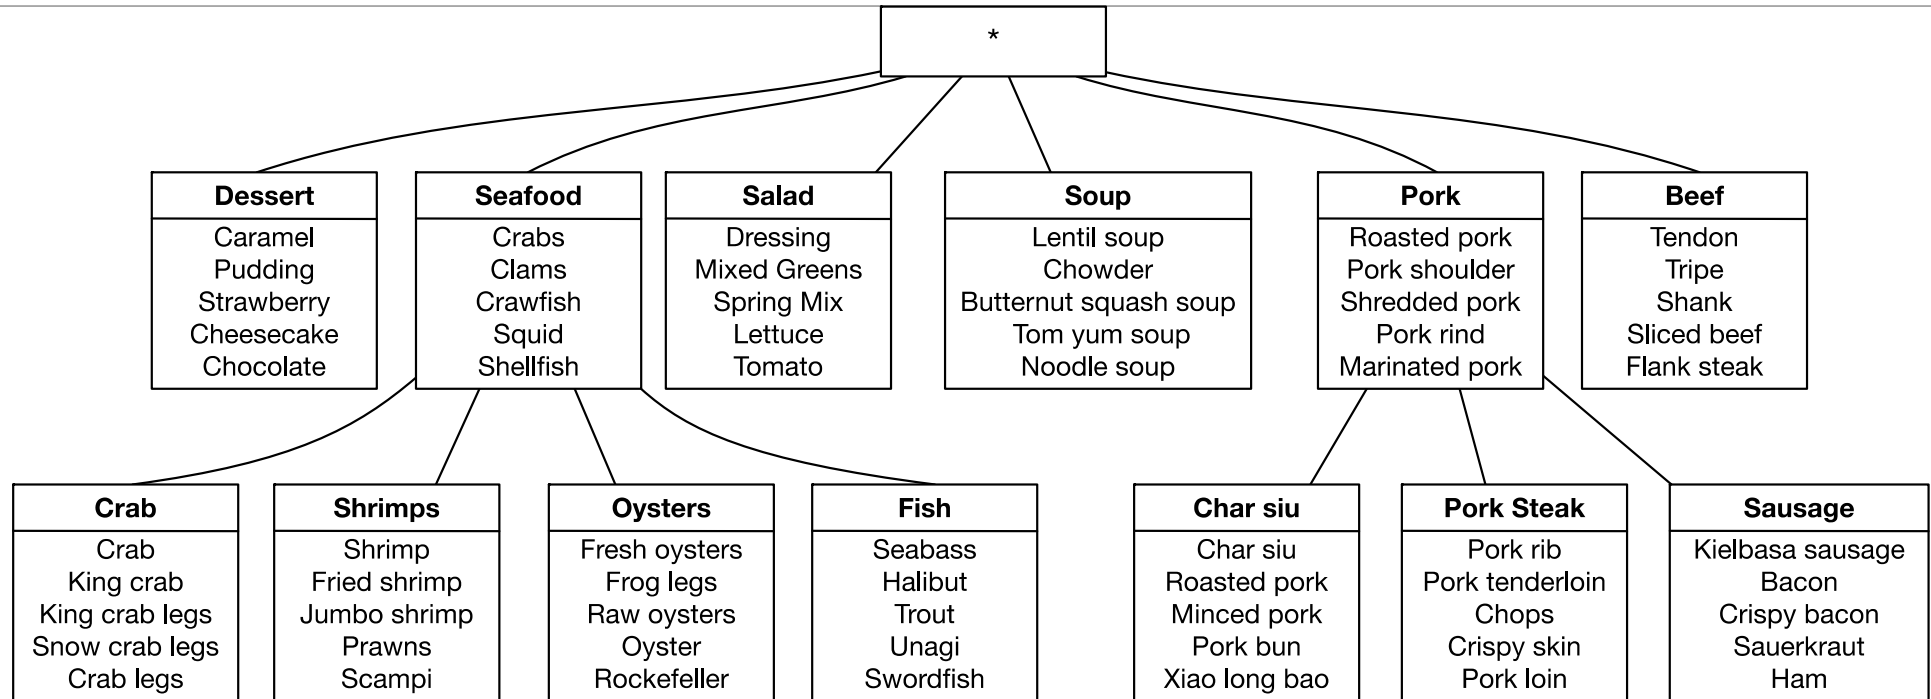 *
Dessert
Caramel
Pudding
Strawberry
Cheesecake
Chocolate
Seafood
Crabs
Clams
Crawfish
Squid
Shellfish
Salad
Dressing
Mixed Greens
Spring Mix
Lettuce
Tomato
Soup
Lentil soup
Chowder
Butternut squash soup
Tom yum soup
Noodle soup
Pork
Roasted pork
Pork shoulder
Shredded pork
Pork rind
Marinated pork
Beef
Tendon
Tripe
Shank
Sliced beef
Flank steak
Crab
Crab
King crab
King crab legs
Snow crab legs
Crab legs
Shrimps
Shrimp
Fried shrimp
Jumbo shrimp
Prawns
Scampi
Oysters
Fresh oysters
Frog legs
Raw oysters
Oyster
Rockefeller
Fish
Seabass
Halibut
Trout
Unagi
Swordfish
Char siu
Char siu
Roasted pork
Minced pork
Pork bun
Xiao long bao
Pork Steak
Pork rib
Pork tenderloin
Chops
Crispy skin
Pork loin
Sausage
Kielbasa sausage
Bacon
Crispy bacon
Sauerkraut
Ham